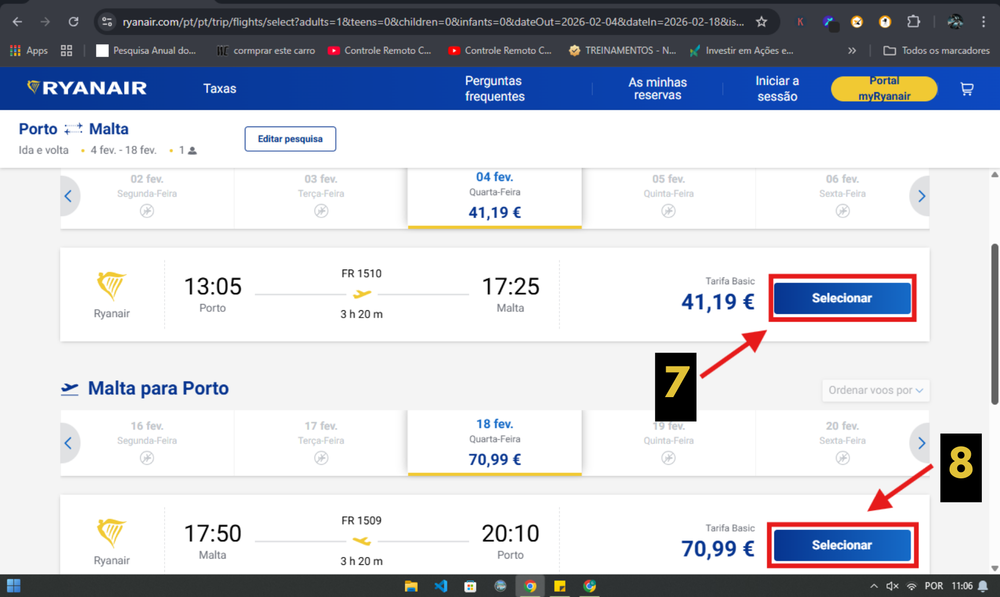 ryanair.com/pt/pt/trip/flights/select?adults=1&teens=0&children=0&infants=0&dateOut=2026-02-04&dateIn=2026-02-18&is...
K
Apps
Pesquisa Anual do...
cormprar este carro
Controle Remoto C...
Controle Remoto C...
TREINAMENTOS - N...
Investir em Ações e...
Todos os marcadores
RYANAIR
Taxas
Perguntas
frequentes
As minhas
reservas
Iniciar a
sessão
Portal
myRyanair
Porto Malta
Ida e volta • 4 fev. - 18 fev. • 1
Editar pesquisa
02 fev.
Segunda-Feira
03 fev.
Terça-Feira
04 fev.
Quarta-Feira
41,19 €
05 fev.
Quinta-Feira
06 fev.
Sexta-Feira
Ryanair
13:05
Porto
FR 1510
3 h 20 m
17:25
Malta
Tarifa Basic
41,19 €
Selecionar
7
Malta para Porto
Ordenar voos por
16 fev.
Segunda-Feira
17 fev.
Terça-Feira
18 fev.
Quarta-Feira
70,99 €
19 fev.
Quinta-Feira
20 fev.
Sexta-Feira
8
Ryanair
17:50
Malta
FR 1509
3 h 20 m
20:10
Porto
Tarifa Basic
70,99 €
Selecionar
POR
11:06